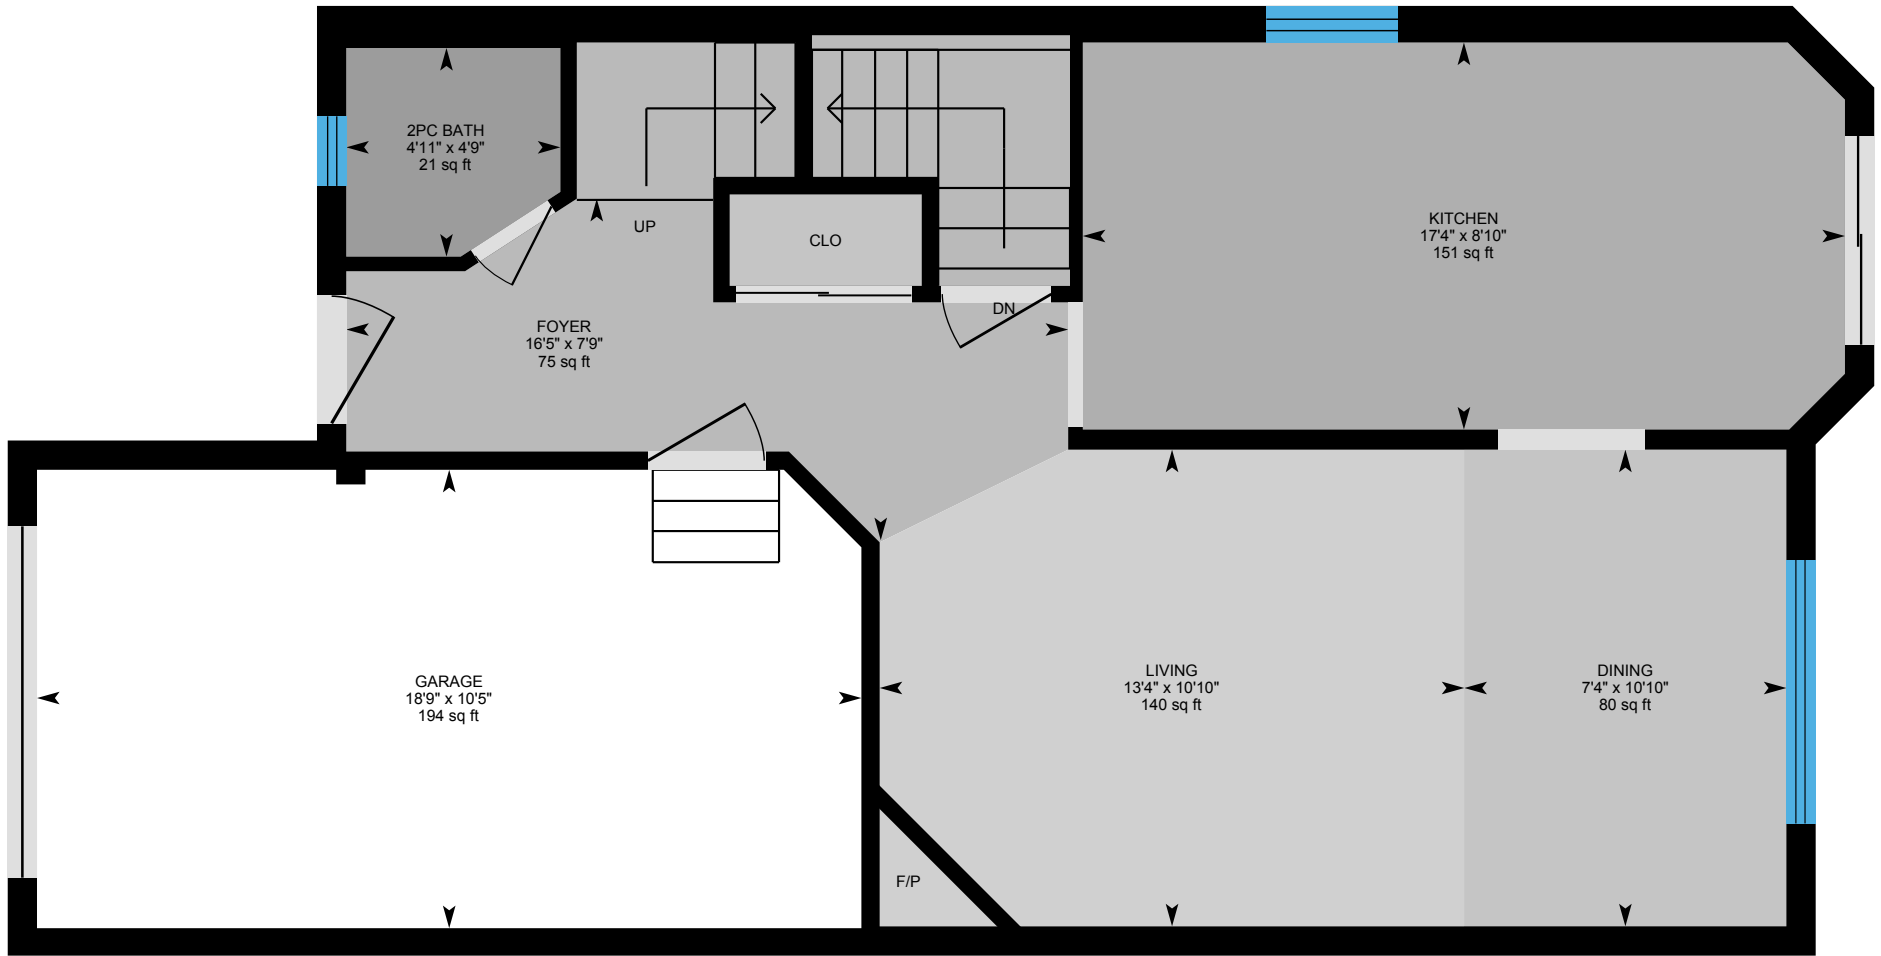 2PC BATH
4'11" x 4'9"
21 sq ft
UP
CLO
KITCHEN
17'4" x 8'10"
151 sq ft
FOYER
16'5" x 7'9"
75 sq ft
DN
GARAGE
18'9" x 10'5"
194 sq ft
LIVING
13'4" x 10'10"
140 sq ft
DINING
7'4" x 10'10"
80 sq ft
F/P